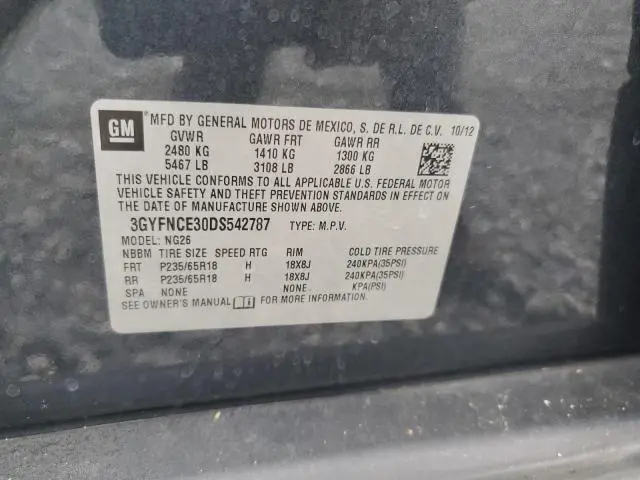 GM MFD BY GENERAL MOTORS DE MEXICO, S. DE R.L. DE C.V. 10/12
GVWR GAWR FRT GAWR RR
2480 KG 1410 KG 1300 KG
5467 LB 3108 LB 2866 LB
THIS VEHICLE CONFORMS TO ALL APPLICABLE U.S. FEDERAL MOTOR
VEHICLE SAFETY AND THEFT PREVENTION STANDARDS IN EFFECT ON
THE DATE OF MANUFACTURE SHOWN ABOVE.
3GYFNCE30DS542787 TYPE: M.P.V.
MODEL: NG26
NBBM TIRE SIZE SPEED RTG RIM COLD TIRE PRESSURE
FRT P235/65R18 H 18X8J 240KPA(35PSI)
RR P235/65R18 H 18X8J 240KPA(35PSI)
SPA NONE NONE KPA(PSI)
SEE OWNER'S MANUAL FOR MORE INFORMATION.